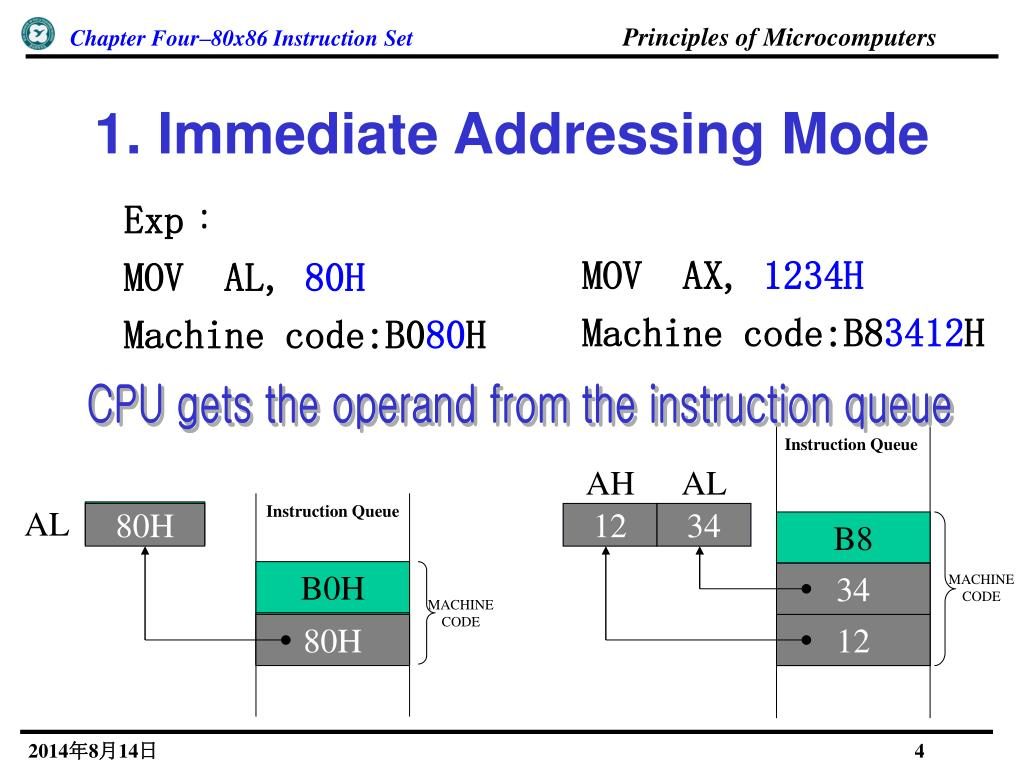 Chapter Four–80x86 Instruction Set
Principles of Microcomputers
1. Immediate Addressing Mode
Exp：
MOV AL, 80H
Machine code:B080H
MOV AX, 1234H
Machine code:B83412H
CPU gets the operand from the instruction queue
AL
80H
Instruction Queue
B0H
80H
MACHINE
CODE
AH AL
12 34
Instruction Queue
B8
34
12
MACHINE
CODE
2014年8月14日
4